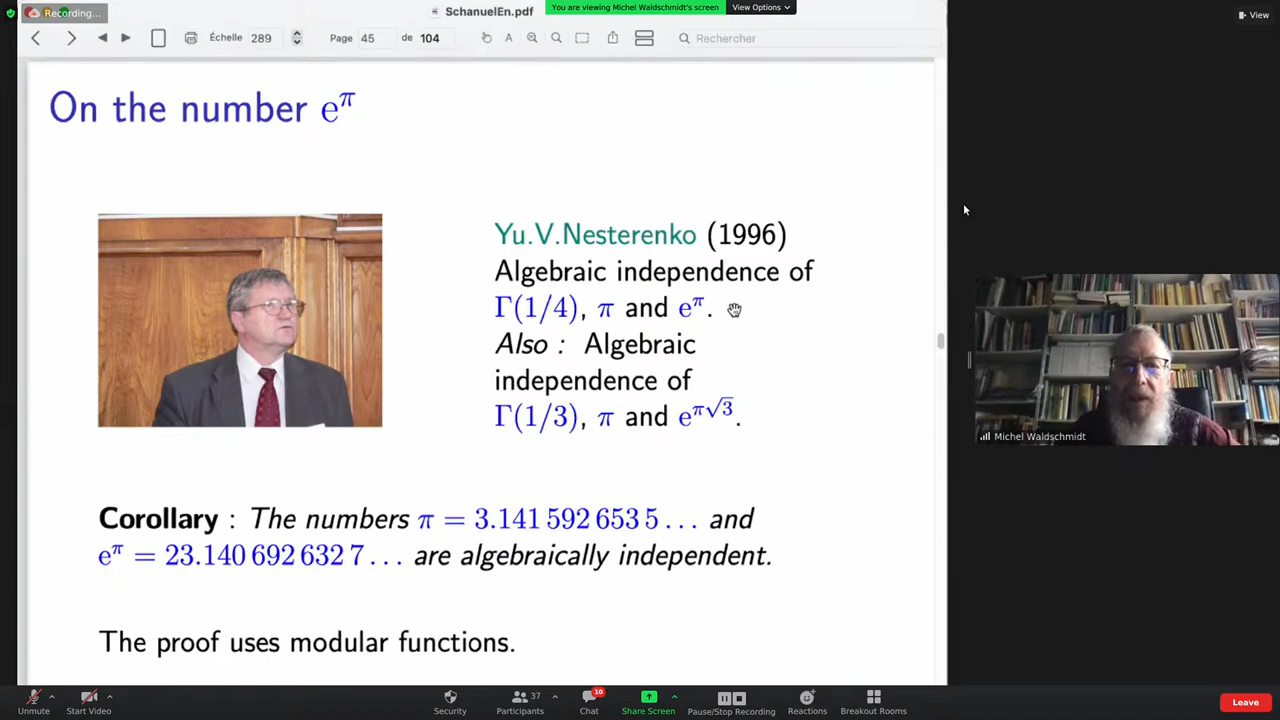 Recording...
SchanuelEn.pdf
You are viewing Michel Waldschmidt's screen
View Options
View
Échelle 289
Page 45 de 104
Rechercher
On the number e^π
Yu.V.Nesterenko (1996)
Algebraic independence of
Γ(1/4), π and e^π.
Also : Algebraic
independence of
Γ(1/3), π and e^{π√3}.
Michel Waldschmidt
Corollary : The numbers π = 3.141 592 653 5 … and
e^π = 23.140 692 632 7 … are algebraically independent.
The proof uses modular functions.
Unmute
Start Video
Security
Participants 37
Chat 10
Share Screen
Pause/Stop Recording
Reactions
Breakout Rooms
Leave